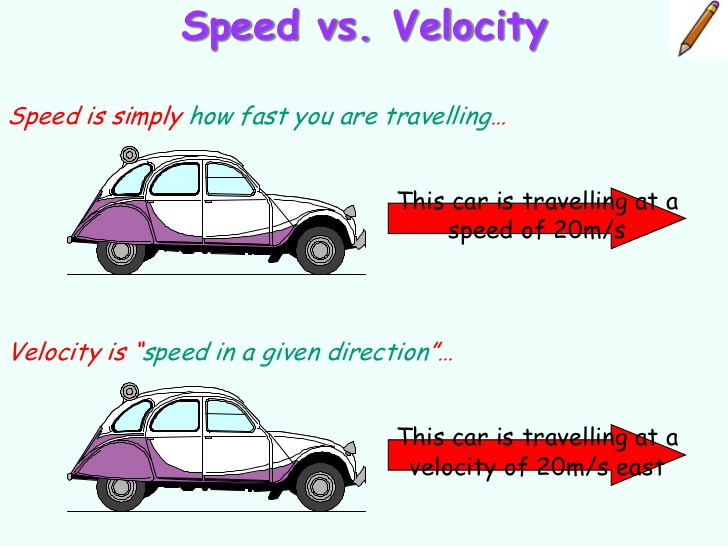 Speed vs. Velocity
Speed is simply how fast you are travelling…
This car is travelling at a
speed of 20m/s
Velocity is “speed in a given direction”…
This car is travelling at a
velocity of 20m/s east